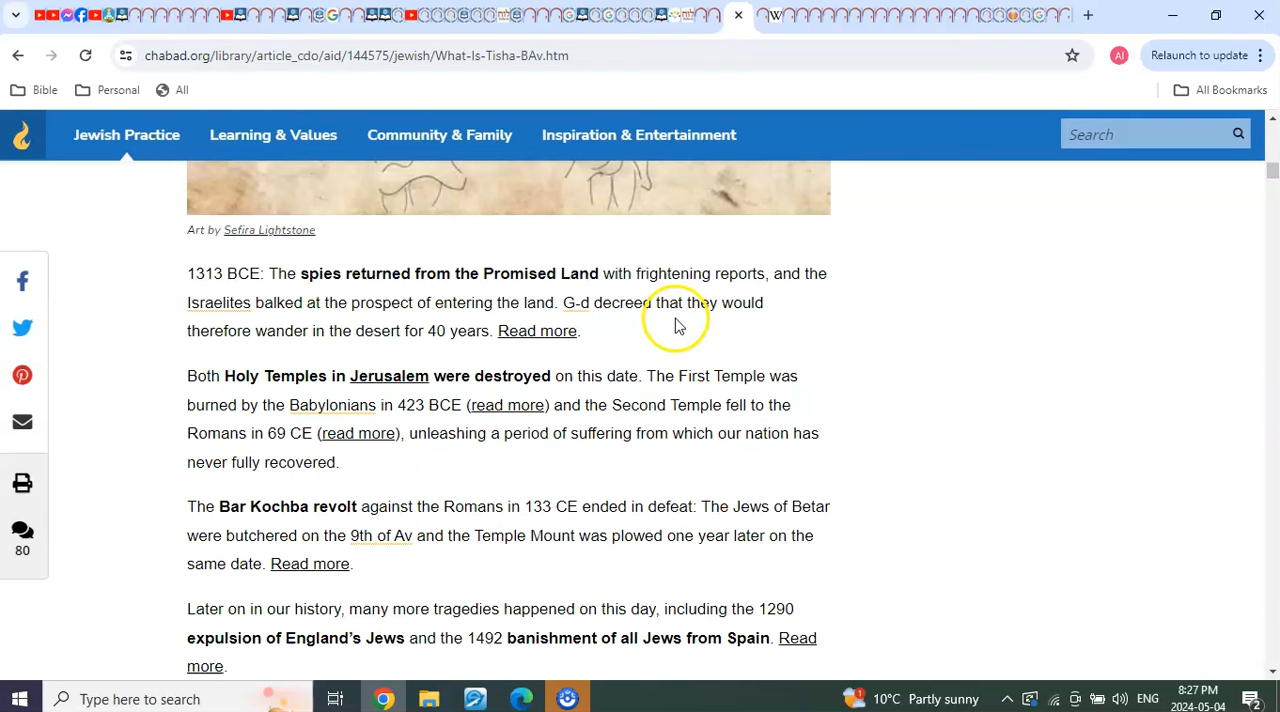 chabad.org/library/article_cdo/aid/144575/jewish/What-Is-Tisha-BAv.htm
AI
Relaunch to update
Bible
Personal
All
All Bookmarks
Jewish Practice
Learning & Values
Community & Family
Inspiration & Entertainment
Search
Art by Sefira Lightstone
1313 BCE: The spies returned from the Promised Land with frightening reports, and the
Israelites balked at the prospect of entering the land. G-d decreed that they would
therefore wander in the desert for 40 years. Read more.
Both Holy Temples in Jerusalem were destroyed on this date. The First Temple was
burned by the Babylonians in 423 BCE (read more) and the Second Temple fell to the
Romans in 69 CE (read more), unleashing a period of suffering from which our nation has
never fully recovered.
The Bar Kochba revolt against the Romans in 133 CE ended in defeat: The Jews of Betar
were butchered on the 9th of Av and the Temple Mount was plowed one year later on the
same date. Read more.
Later on in our history, many more tragedies happened on this day, including the 1290
expulsion of England's Jews and the 1492 banishment of all Jews from Spain. Read
more.
80
Type here to search
1
10°C Partly sunny
ENG
8:27 PM
2024-05-04
2